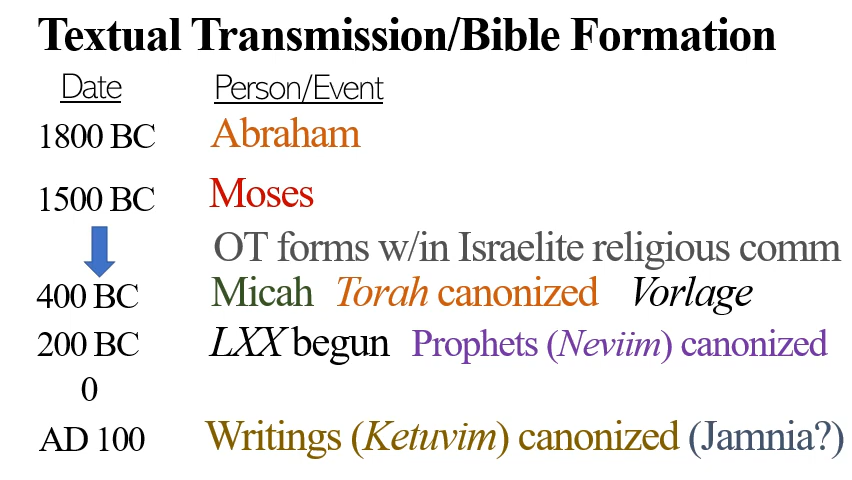 Textual Transmission/Bible Formation
Date Person/Event
1800 BC Abraham
1500 BC Moses
OT forms w/in Israelite religious comm
400 BC Micah Torah canonized Vorlage
200 BC LXX begun Prophets (Neviim) canonized
0
AD 100 Writings (Ketuvim) canonized (Jamnia?)